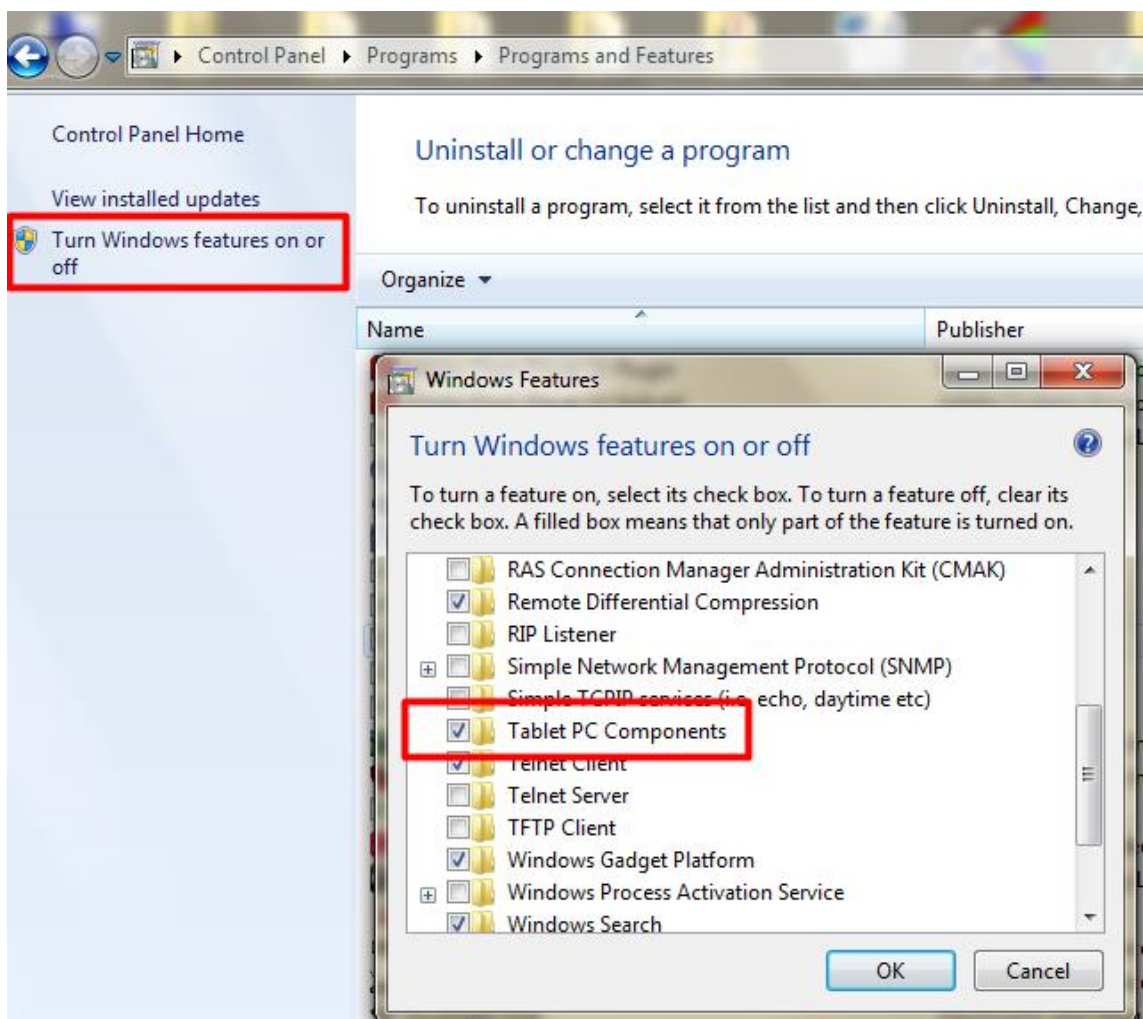 Control Panel ▸ Programs ▸ Programs and Features
Control Panel Home
View installed updates
Turn Windows features on or
off
Uninstall or change a program
To uninstall a program, select it from the list and then click Uninstall, Change,
Organize
Name Publisher
Windows Features
Turn Windows features on or off
To turn a feature on, select its check box. To turn a feature off, clear its
check box. A filled box means that only part of the feature is turned on.
RAS Connection Manager Administration Kit (CMAK)
Remote Differential Compression
RIP Listener
Simple Network Management Protocol (SNMP)
Simple TCPIP services (i.e. echo, daytime etc)
Tablet PC Components
Telnet Client
Telnet Server
TFTP Client
Windows Gadget Platform
Windows Process Activation Service
Windows Search
OK Cancel